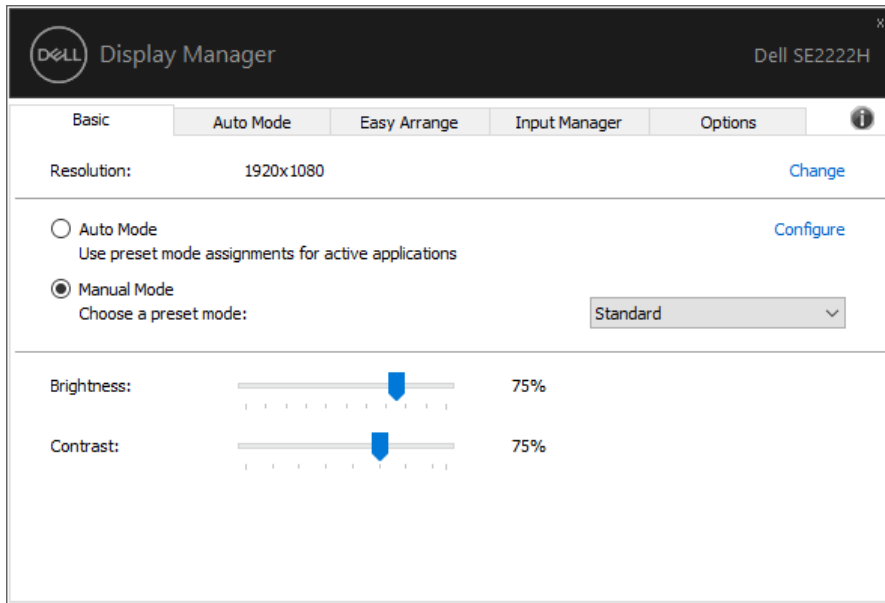 x
DELL Display Manager Dell SE2222H
Basic Auto Mode Easy Arrange Input Manager Options i
Resolution: 1920x1080 Change
Auto Mode Configure
Use preset mode assignments for active applications
Manual Mode
Choose a preset mode: Standard
Brightness: 75%
Contrast: 75%